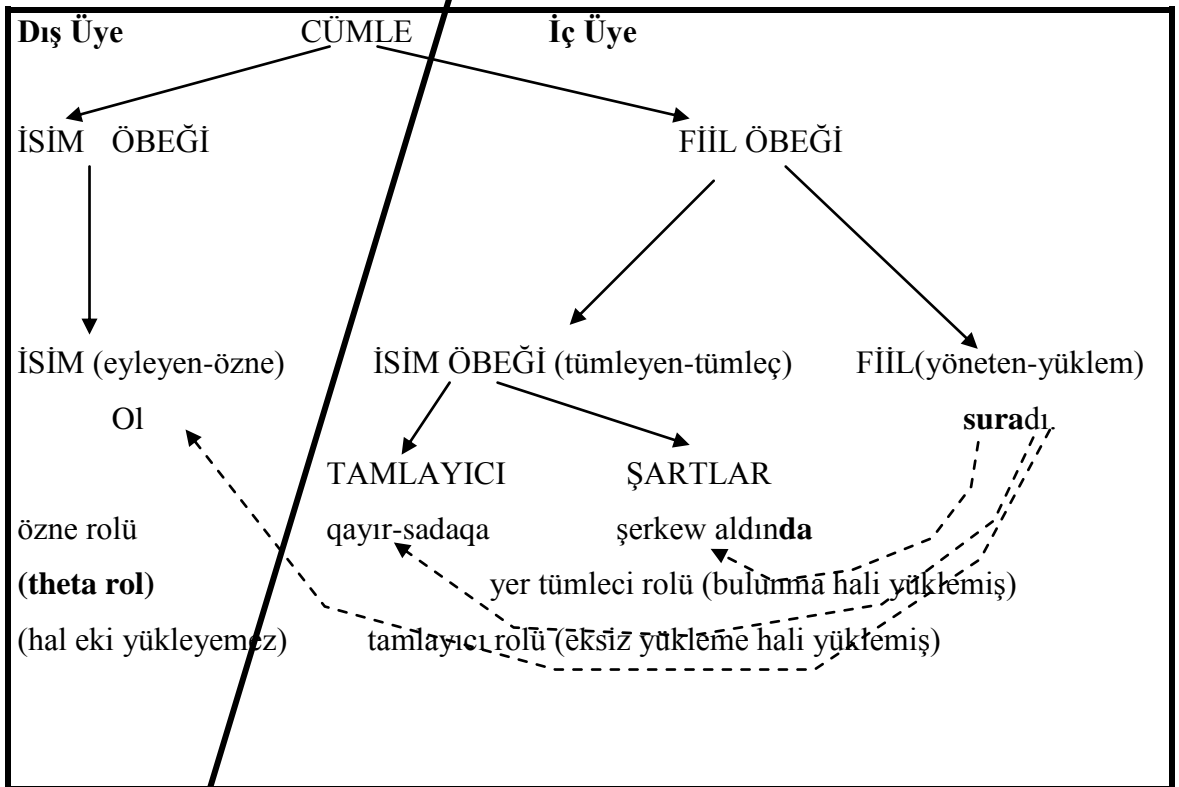 Dış Üye CÜMLE İç Üye
İSİM ÖBEĞİ FİİL ÖBEĞİ
İSİM (eyleyen-özne) İSİM ÖBEĞİ (tümleyen-tümleç) FİİL(yöneten-yüklem)
Ol suradı.
TAMLAYICI ŞARTLAR
özne rolü qayır-sadaqa şerkew aldında
(theta rol) yer tümleci rolü (bulunma hali yüklemiş)
(hal eki yükleyemez) tamlayıcı rolü (eksiz yükleme hali yüklemiş)